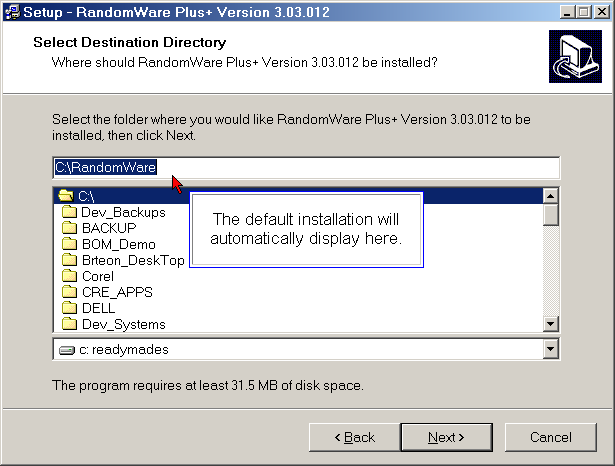 Setup - RandomWare Plus+ Version 3.03.012
Select Destination Directory
Where should RandomWare Plus+ Version 3.03.012 be installed?
Select the folder where you would like RandomWare Plus+ Version 3.03.012 to be
installed, then click Next.
C:\RandomWare
C:\
Dev_Backups
BACKUP
BOM_Demo
Brteon_DeskTop
Corel
CRE_APPS
DELL
Dev_Systems
The default installation will
automatically display here.
c: readymades
The program requires at least 31.5 MB of disk space.
< Back
Next >
Cancel